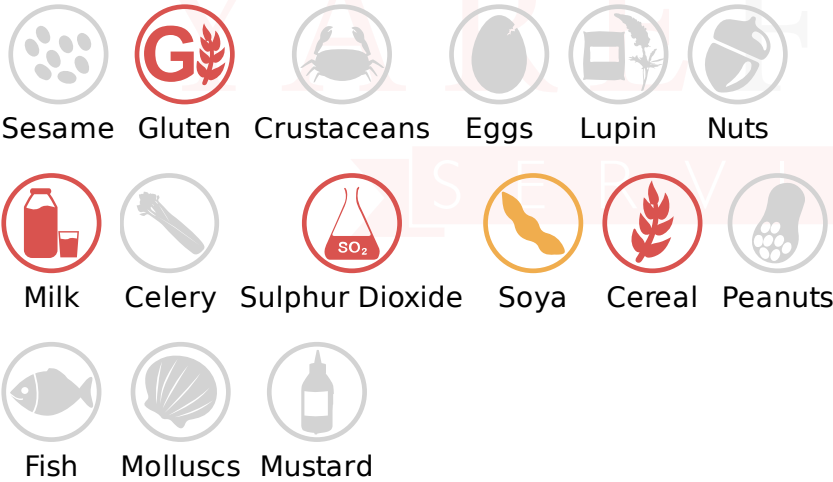 Y A R E F
G
Sesame Gluten Crustaceans Eggs Lupin Nuts
S E R V I
SO₂
Milk Celery Sulphur Dioxide Soya Cereal Peanuts
Fish Molluscs Mustard